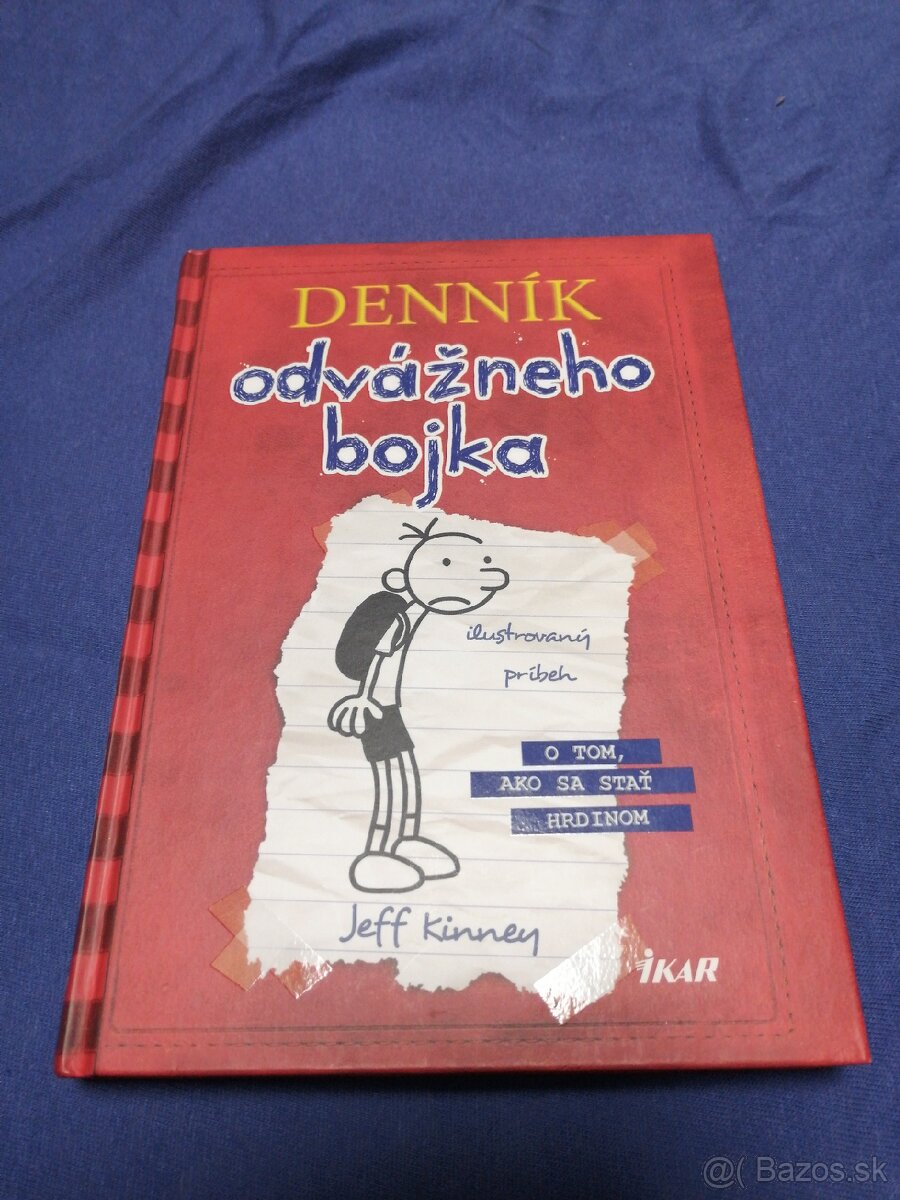 DENNÍK
odvážneho
bojka
ilustrovaný
príbeh
O TOM,
AKO SA STAŤ
HRDINOM
Jeff Kinney
IKAR
@( Bazos.sk